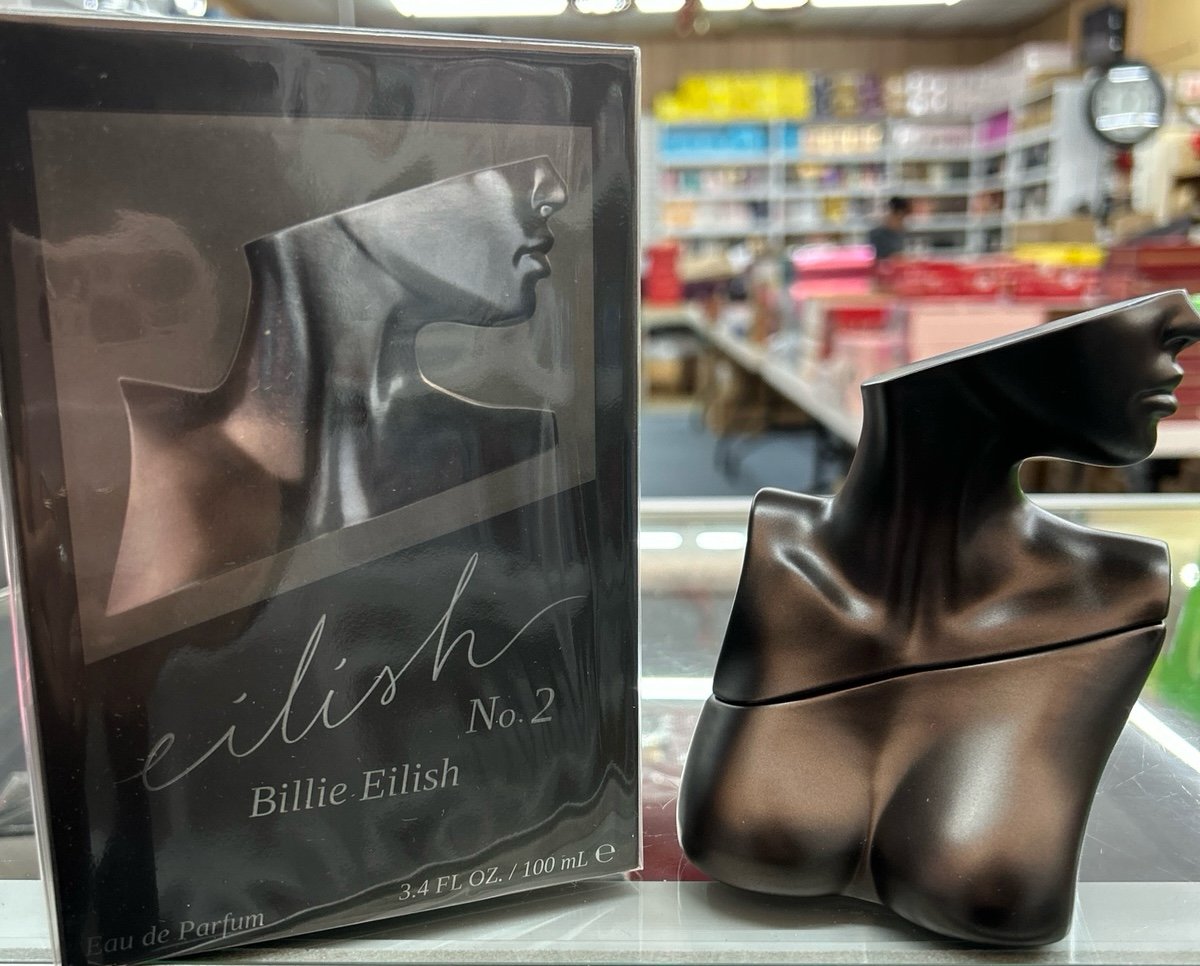 eilish
No. 2
Billie Eilish
3.4 FL OZ. / 100 mL ℮
Eau de Parfum